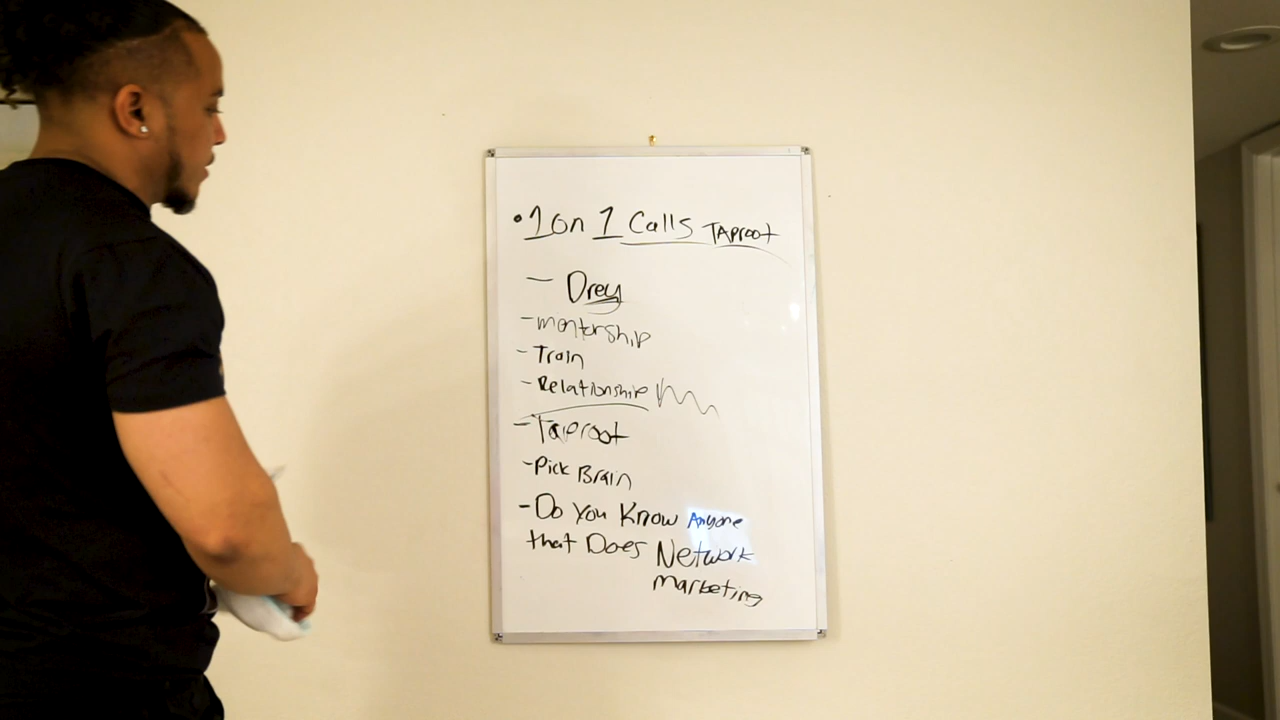 • 1 on 1 Calls TAproot
- Drey
- mentorship
- Train
- Relationship
- Taproot
- Pick Brain
- Do You Know Anyone
that Does Network
marketing